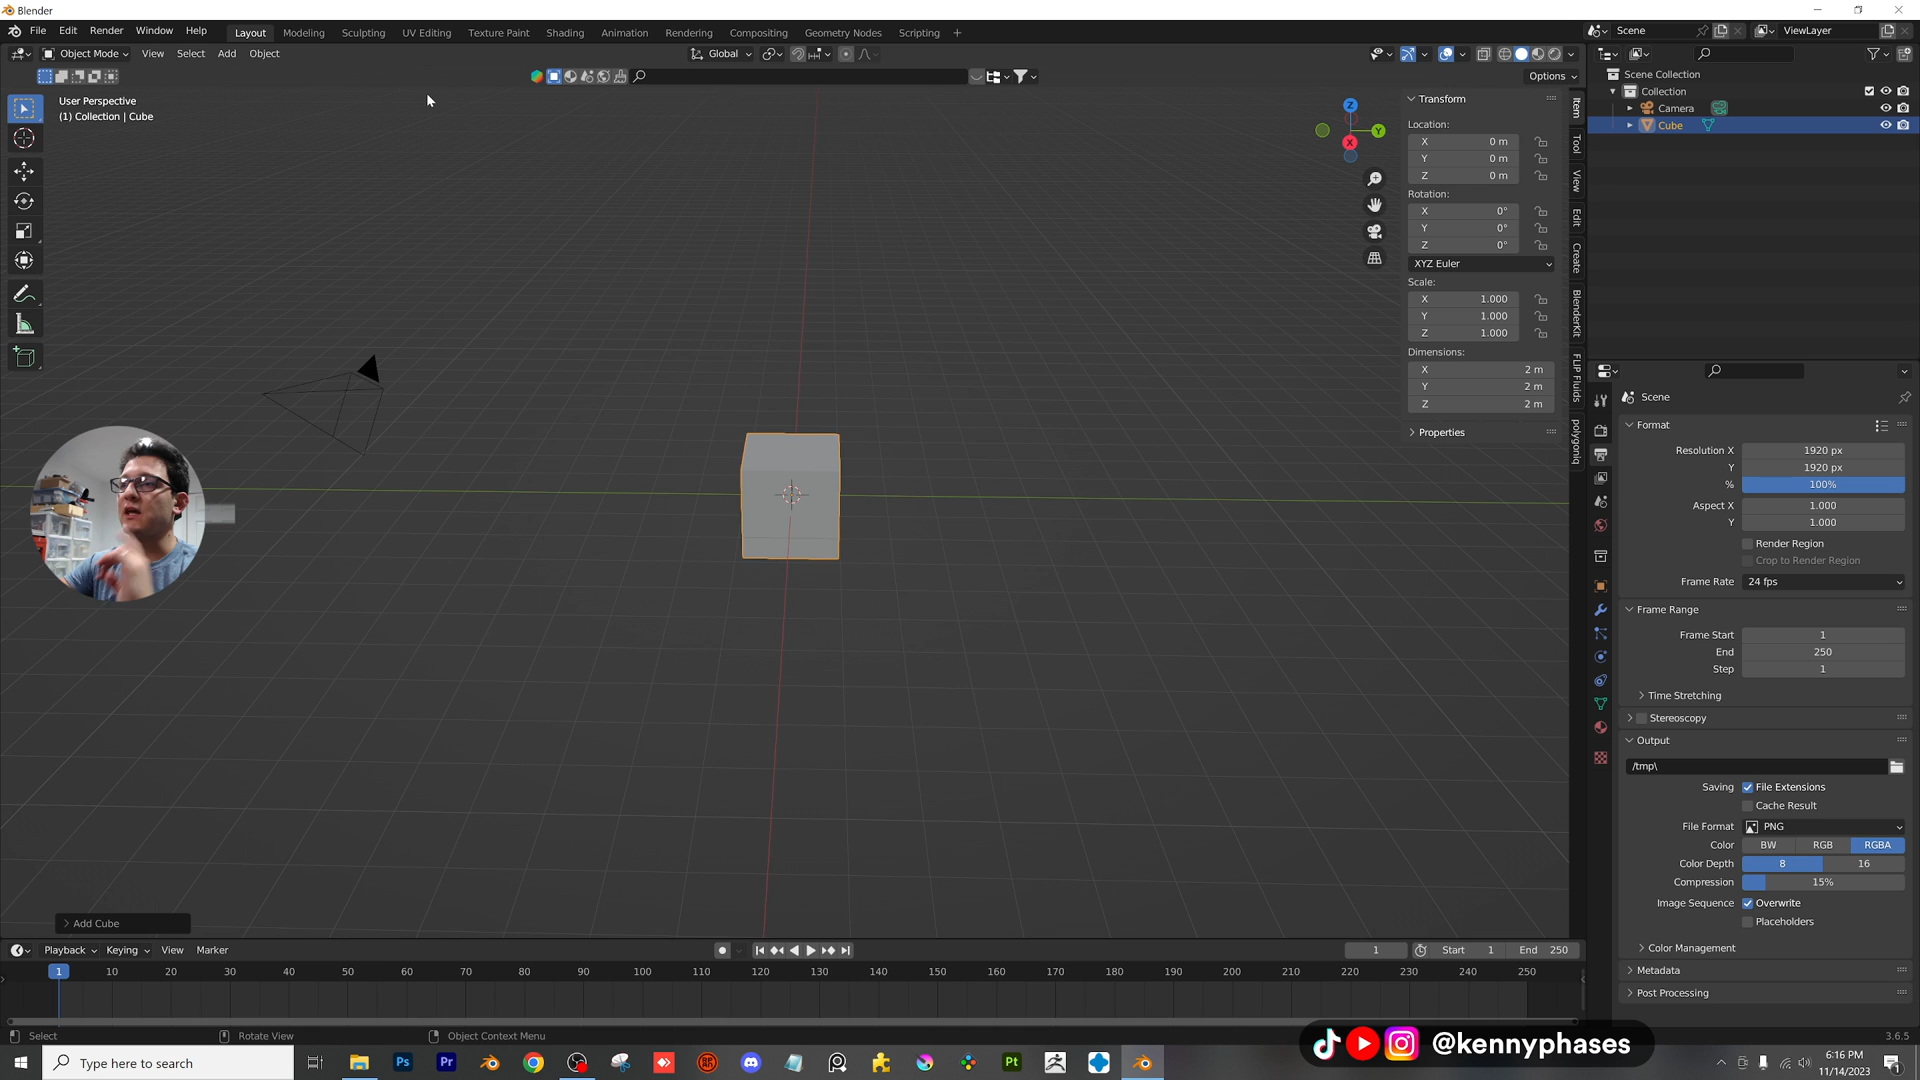 Blender
File Edit Render Window Help Layout Modeling Sculpting UV Editing Texture Paint Shading Animation Rendering Compositing Geometry Nodes Scripting + Scene ViewLayer
Object Mode View Select Add Object Global
Options
User Perspective
(1) Collection | Cube
Z
Y
X
Transform
Location:
X 0 m
Y 0 m
Z 0 m
Rotation:
X 0°
Y 0°
Z 0°
XYZ Euler
Scale:
X 1.000
Y 1.000
Z 1.000
Dimensions:
X 2 m
Y 2 m
Z 2 m
Properties
Item
Tool
View
Edit
Create
BlenderKit
FLIP Fluids
polygoniq
Scene Collection
Collection
Camera
Cube
Scene
Format
Resolution X 1920 px
Y 1920 px
% 100%
Aspect X 1.000
Y 1.000
Render Region
Crop to Render Region
Frame Rate 24 fps
Frame Range
Frame Start 1
End 250
Step 1
Time Stretching
Stereoscopy
Output
/tmp\
Saving File Extensions
Cache Result
File Format PNG
Color BW RGB RGBA
Color Depth 8 16
Compression 15%
Image Sequence Overwrite
Placeholders
Color Management
Metadata
Post Processing
Add Cube
Playback Keying View Marker 1 Start 1 End 250
1 10 20 30 40 50 60 70 80 90 100 110 120 130 140 150 160 170 180 190 200 210 220 230 240 250
Select Rotate View Object Context Menu 3.6.5
@kennyphases
Type here to search
Ps Pr Pt
6:16 PM
11/14/2023
1